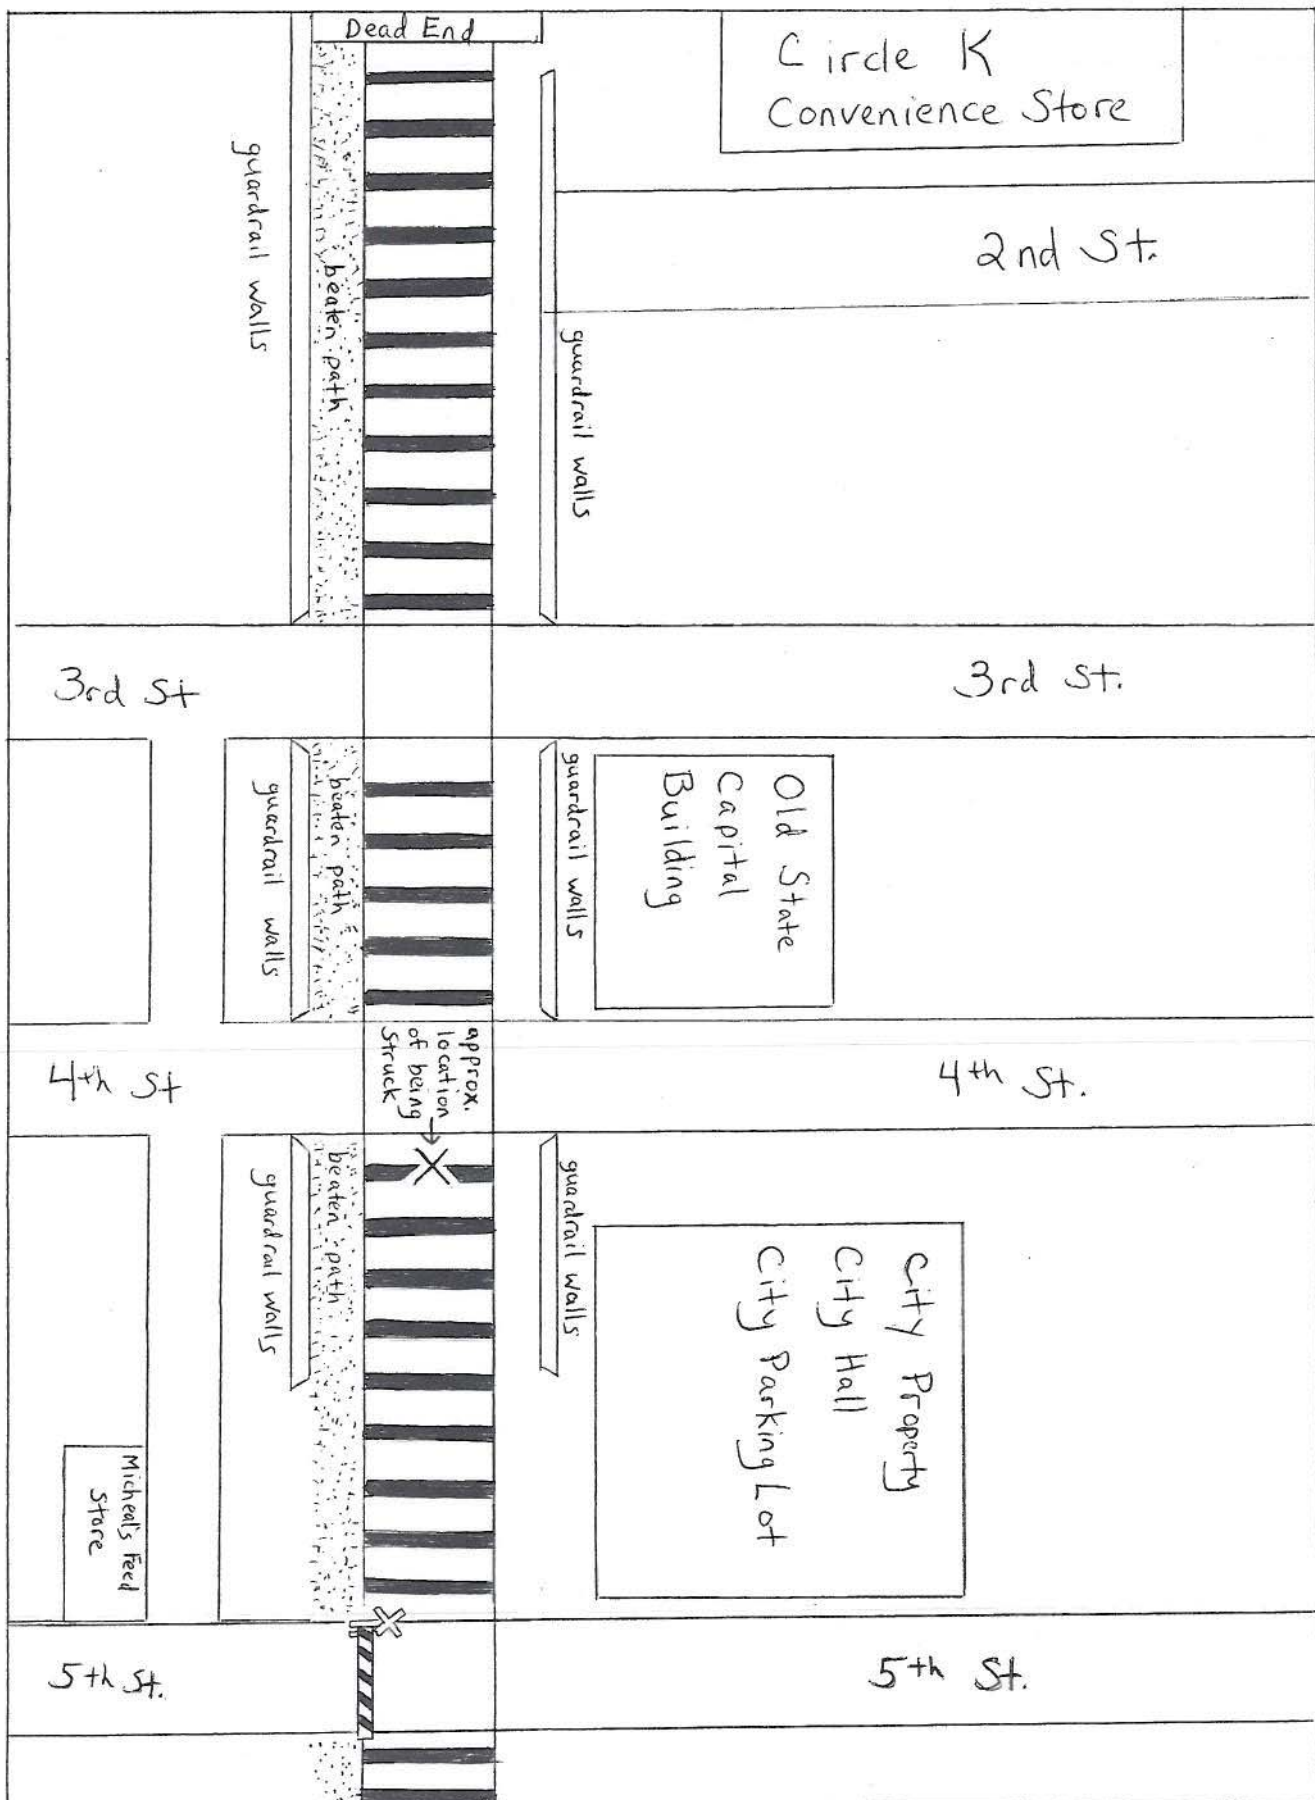 Dead End
Circle K
Convenience Store
guardrail walls
beaten path
2nd St.
guardrail walls
3rd St
3rd St.
guardrail walls
beaten path
guardrail walls
Old State
Capital
Building
4th St
approx.
location
of being
struck
4th St.
guardrail walls
beaten path
guardrail walls
City Property
City Hall
City Parking Lot
Micheal's Feed
Store
5th St.
5th St.